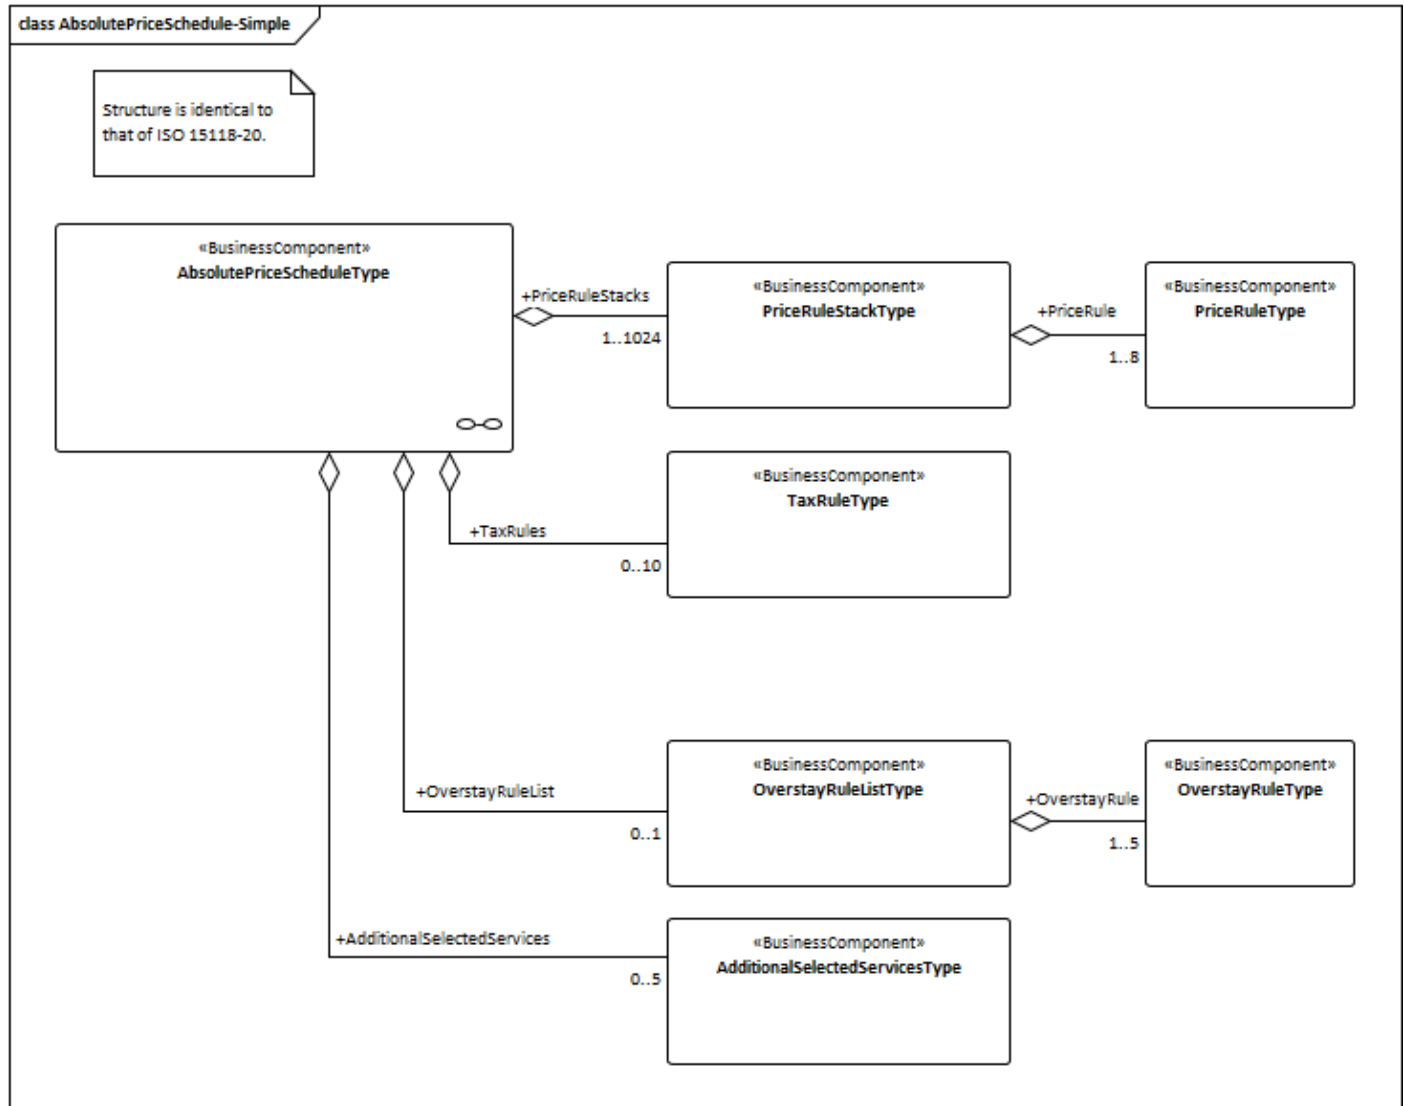 class AbsolutePriceSchedule-Simple
Structure is identical to
that of ISO 15118-20.
«BusinessComponent»
AbsolutePriceScheduleType
+PriceRuleStacks
1..1024
«BusinessComponent»
PriceRuleStackType
+PriceRule
1..8
«BusinessComponent»
PriceRuleType
«BusinessComponent»
TaxRuleType
+TaxRules
0..10
«BusinessComponent»
OverstayRuleListType
+OverstayRuleList
0..1
+OverstayRule
1..5
«BusinessComponent»
OverstayRuleType
+AdditionalSelectedServices
0..5
«BusinessComponent»
AdditionalSelectedServicesType